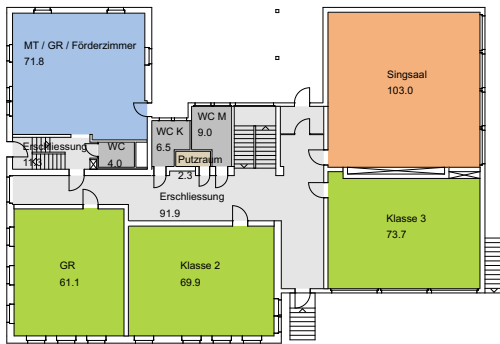 MT / GR / Förderzimmer
71.8
Singsaal
103.0
WC M
9.0
WC K
6.5
Erschliessung
11.3
WC
4.0
Putzraum
2.3
Erschliessung
91.9
Klasse 3
73.7
GR
61.1
Klasse 2
69.9